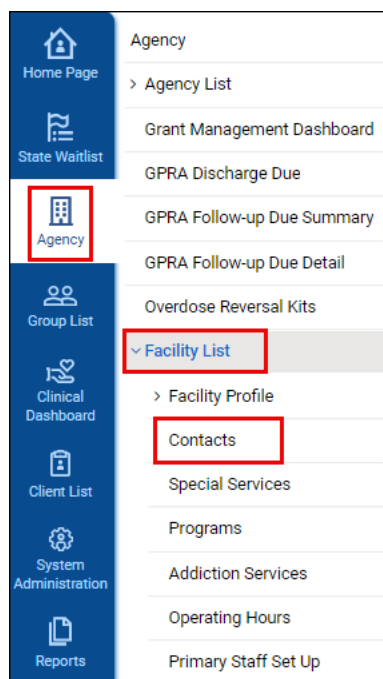 Home Page
State Waitlist
Agency
Group List
Clinical
Dashboard
Client List
System
Administration
Reports
Agency
Agency List
Grant Management Dashboard
GPRA Discharge Due
GPRA Follow-up Due Summary
GPRA Follow-up Due Detail
Overdose Reversal Kits
Facility List
Facility Profile
Contacts
Special Services
Programs
Addiction Services
Operating Hours
Primary Staff Set Up